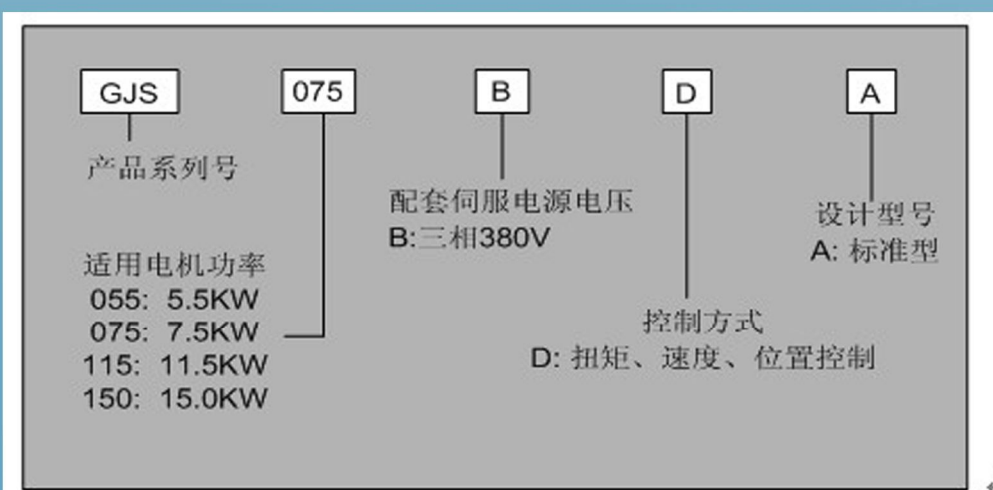 GJS 075 B D A
产品系列号
配套伺服电源电压
B:三相380V
设计型号
A: 标准型
适用电机功率
055: 5.5KW
075: 7.5KW
115: 11.5KW
150: 15.0KW
控制方式
D: 扭矩、速度、位置控制